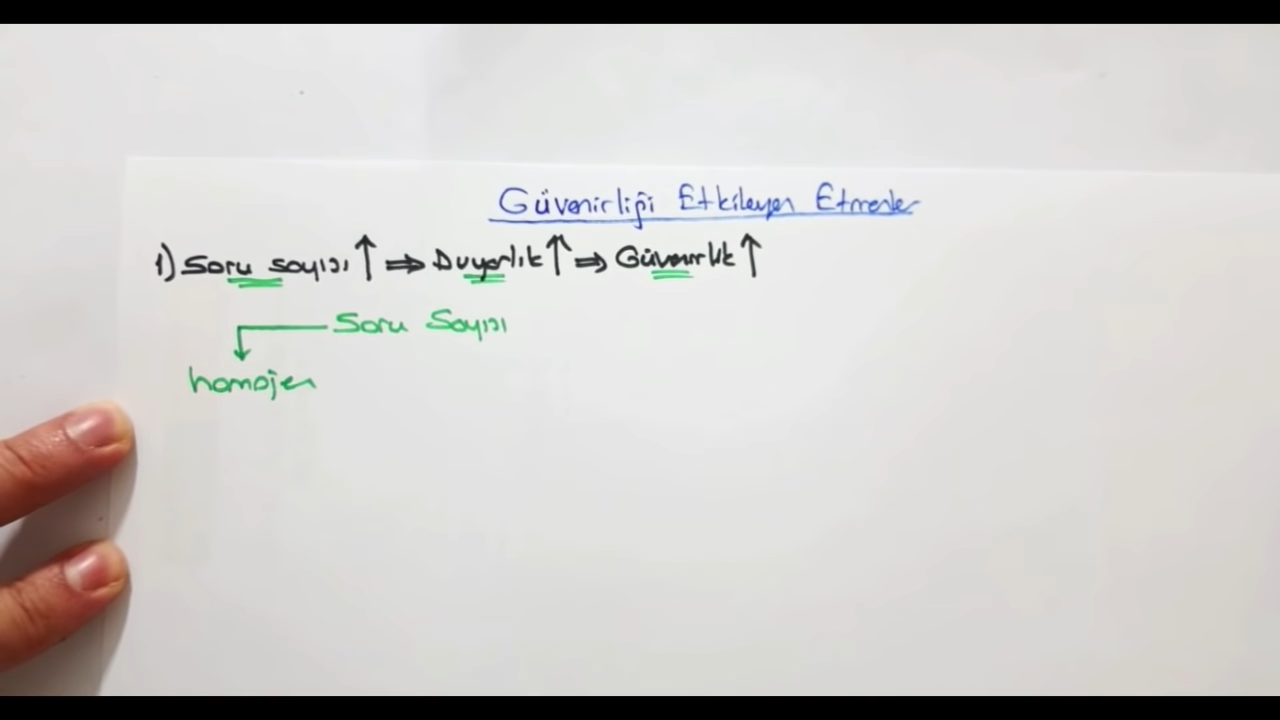 Güvenirliği Etkileyen Etmenler
1) Soru sayısı ↑ ⇒ Duyarlık ↑ ⇒ Güvenirlik ↑
Soru Sayısı
homojen